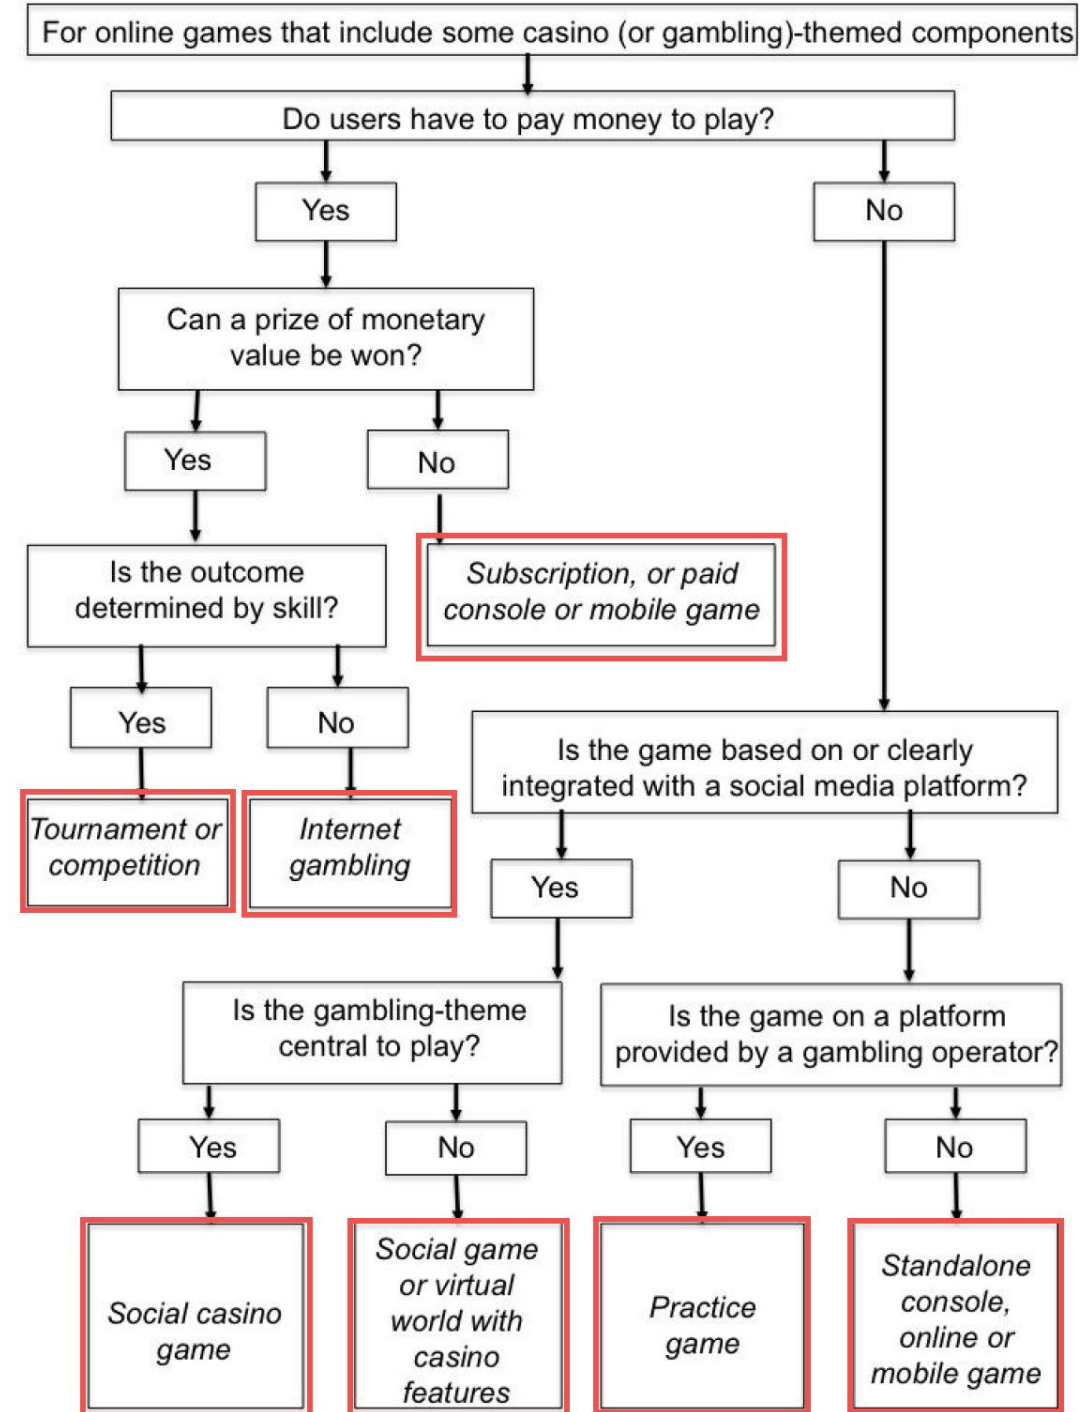 For online games that include some casino (or gambling)-themed components
Do users have to pay money to play?
Yes
No
Can a prize of monetary
value be won?
Yes
No
Is the outcome
determined by skill?
Subscription, or paid
console or mobile game
Yes
No
Tournament or
competition
Internet
gambling
Is the game based on or clearly
integrated with a social media platform?
Yes
No
Is the gambling-theme
central to play?
Is the game on a platform
provided by a gambling operator?
Yes
No
Yes
No
Social casino
game
Social game
or virtual
world with
casino
features
Practice
game
Standalone
console,
online or
mobile game